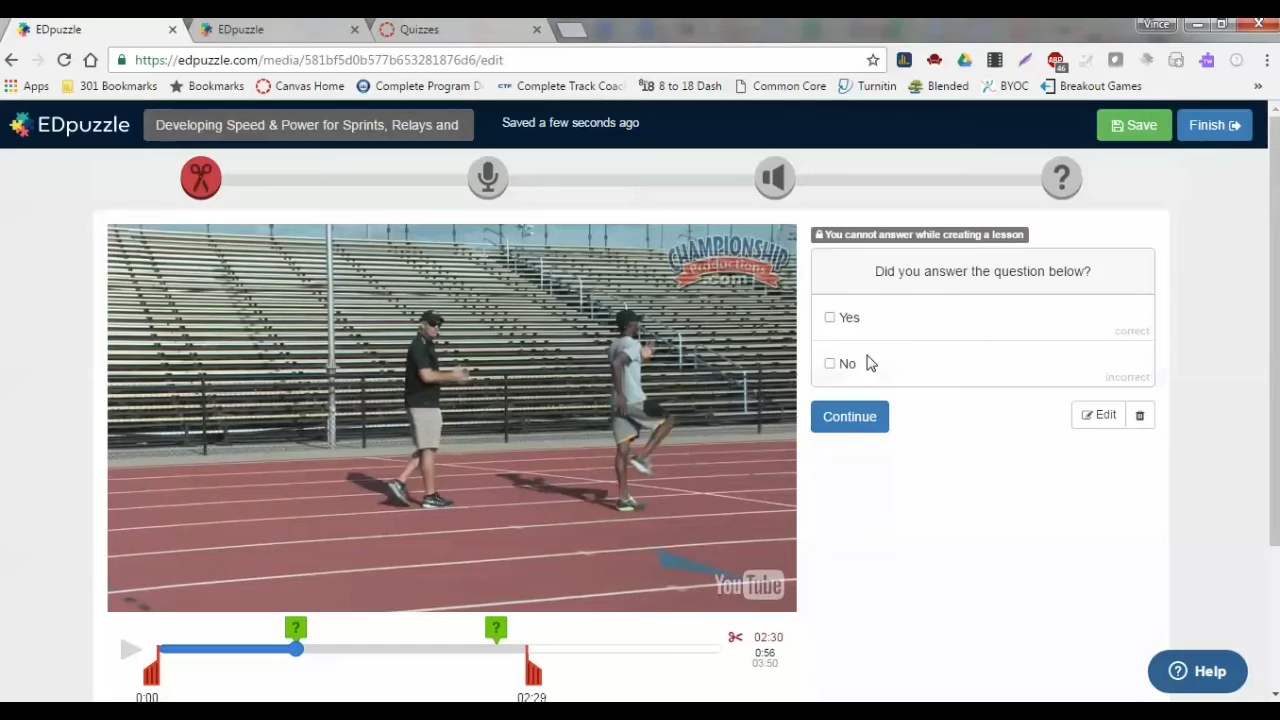 EDpuzzle
EDpuzzle
Quizzes
Vince
https://edpuzzle.com/media/581bf5d0b577b653281876d6/edit
46
Apps
301 Bookmarks
Bookmarks
Canvas Home
Complete Program D
CTF Complete Track Coac
8 to 18 Dash
Common Core
Turnitin
Blended
BYOC
Breakout Games
»
EDpuzzle
Developing Speed & Power for Sprints, Relays and
Saved a few seconds ago
Save
Finish
?
CHAMPIONSHIP
Productions
.com
You cannot answer while creating a lesson
Did you answer the question below?
Yes
correct
No
incorrect
Continue
Edit
YouTube
?
?
02:30
0:56
03:50
0:00
02:29
? Help